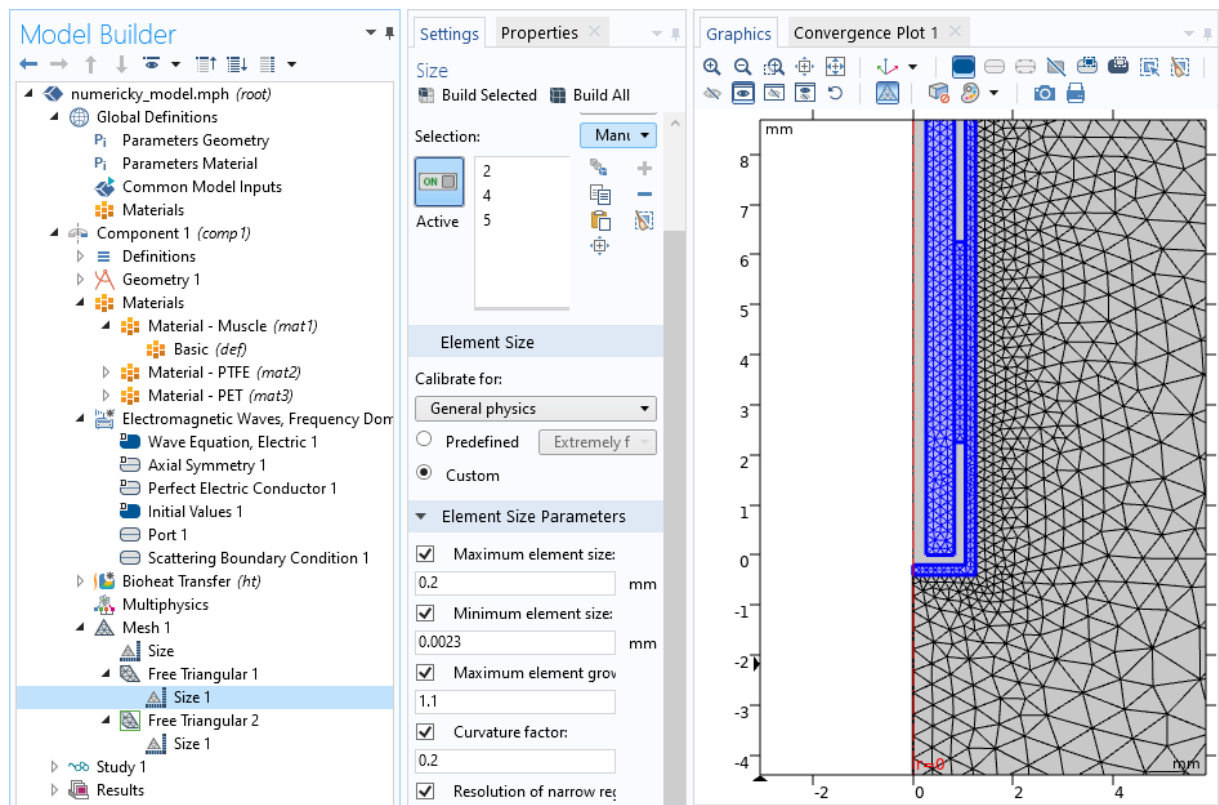 Model Builder
numericky_model.mph (root)
Global Definitions
Pi Parameters Geometry
Pi Parameters Material
Common Model Inputs
Materials
Component 1 (comp1)
Definitions
Geometry 1
Materials
Material - Muscle (mat1)
Basic (def)
Material - PTFE (mat2)
Material - PET (mat3)
Electromagnetic Waves, Frequency Dom
Wave Equation, Electric 1
Axial Symmetry 1
Perfect Electric Conductor 1
Initial Values 1
Port 1
Scattering Boundary Condition 1
Bioheat Transfer (ht)
Multiphysics
Mesh 1
Size
Free Triangular 1
Size 1
Free Triangular 2
Size 1
Study 1
Results
Settings Properties
Size
Build Selected Build All
Selection: Manu
ON
Active
2
4
5
Element Size
Calibrate for:
General physics
Predefined Extremely f
Custom
Element Size Parameters
Maximum element size:
0.2 mm
Minimum element size:
0.0023 mm
Maximum element grow
1.1
Curvature factor:
0.2
Resolution of narrow reg
Graphics Convergence Plot 1
mm
8
7
6
5
4
3
2
1
0
-1
-2
-3
-4
r=0
mm
-2 0 2 4